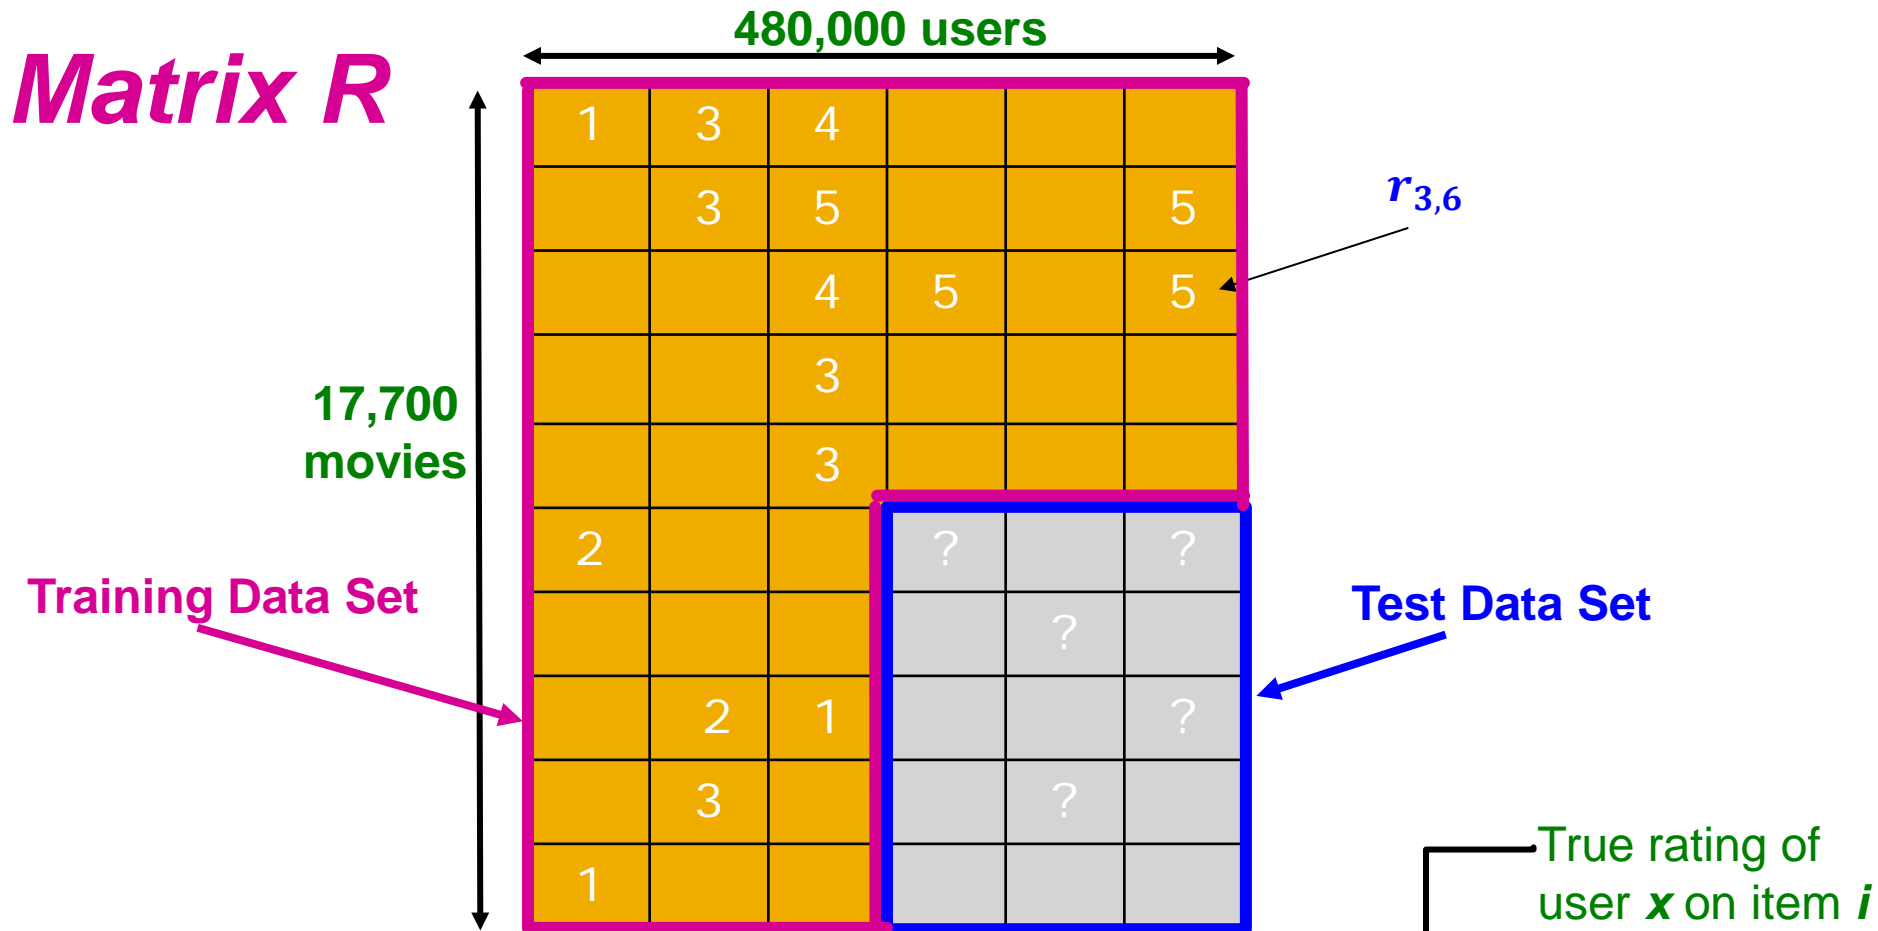 480,000 users
Matrix R
1 3 4
3 5 5
r3,6
4 5 5
3
17,700
movies
3
2 ? ?
Training Data Set
Test Data Set
?
2 1 ?
3 ?
1
True rating of
user x on item i